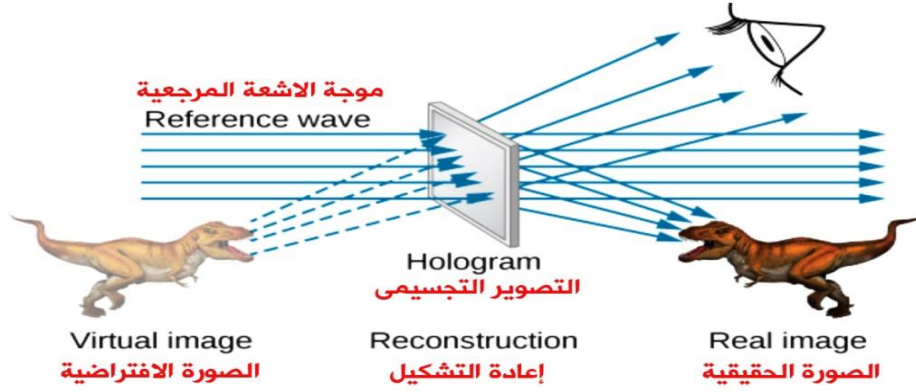 موجة الاشعة المرجعية
Reference wave
Hologram
التصوير التجسيمى
Virtual image
الصورة الافتراضية
Reconstruction
إعادة التشكيل
Real image
الصورة الحقيقية